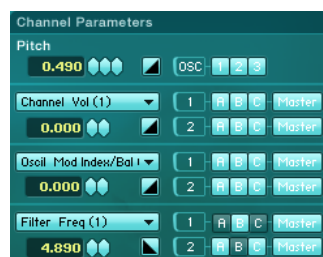 Channel Parameters
Pitch
0.490 OSC 1 2 3
Channel Vol (1) 1 A B C Master
0.000 2 A B C Master
Oscil Mod Index/Bal 1 A B C Master
0.000 2 A B C Master
Filter Freq (1) 1 A B C Master
4.890 2 A B C Master